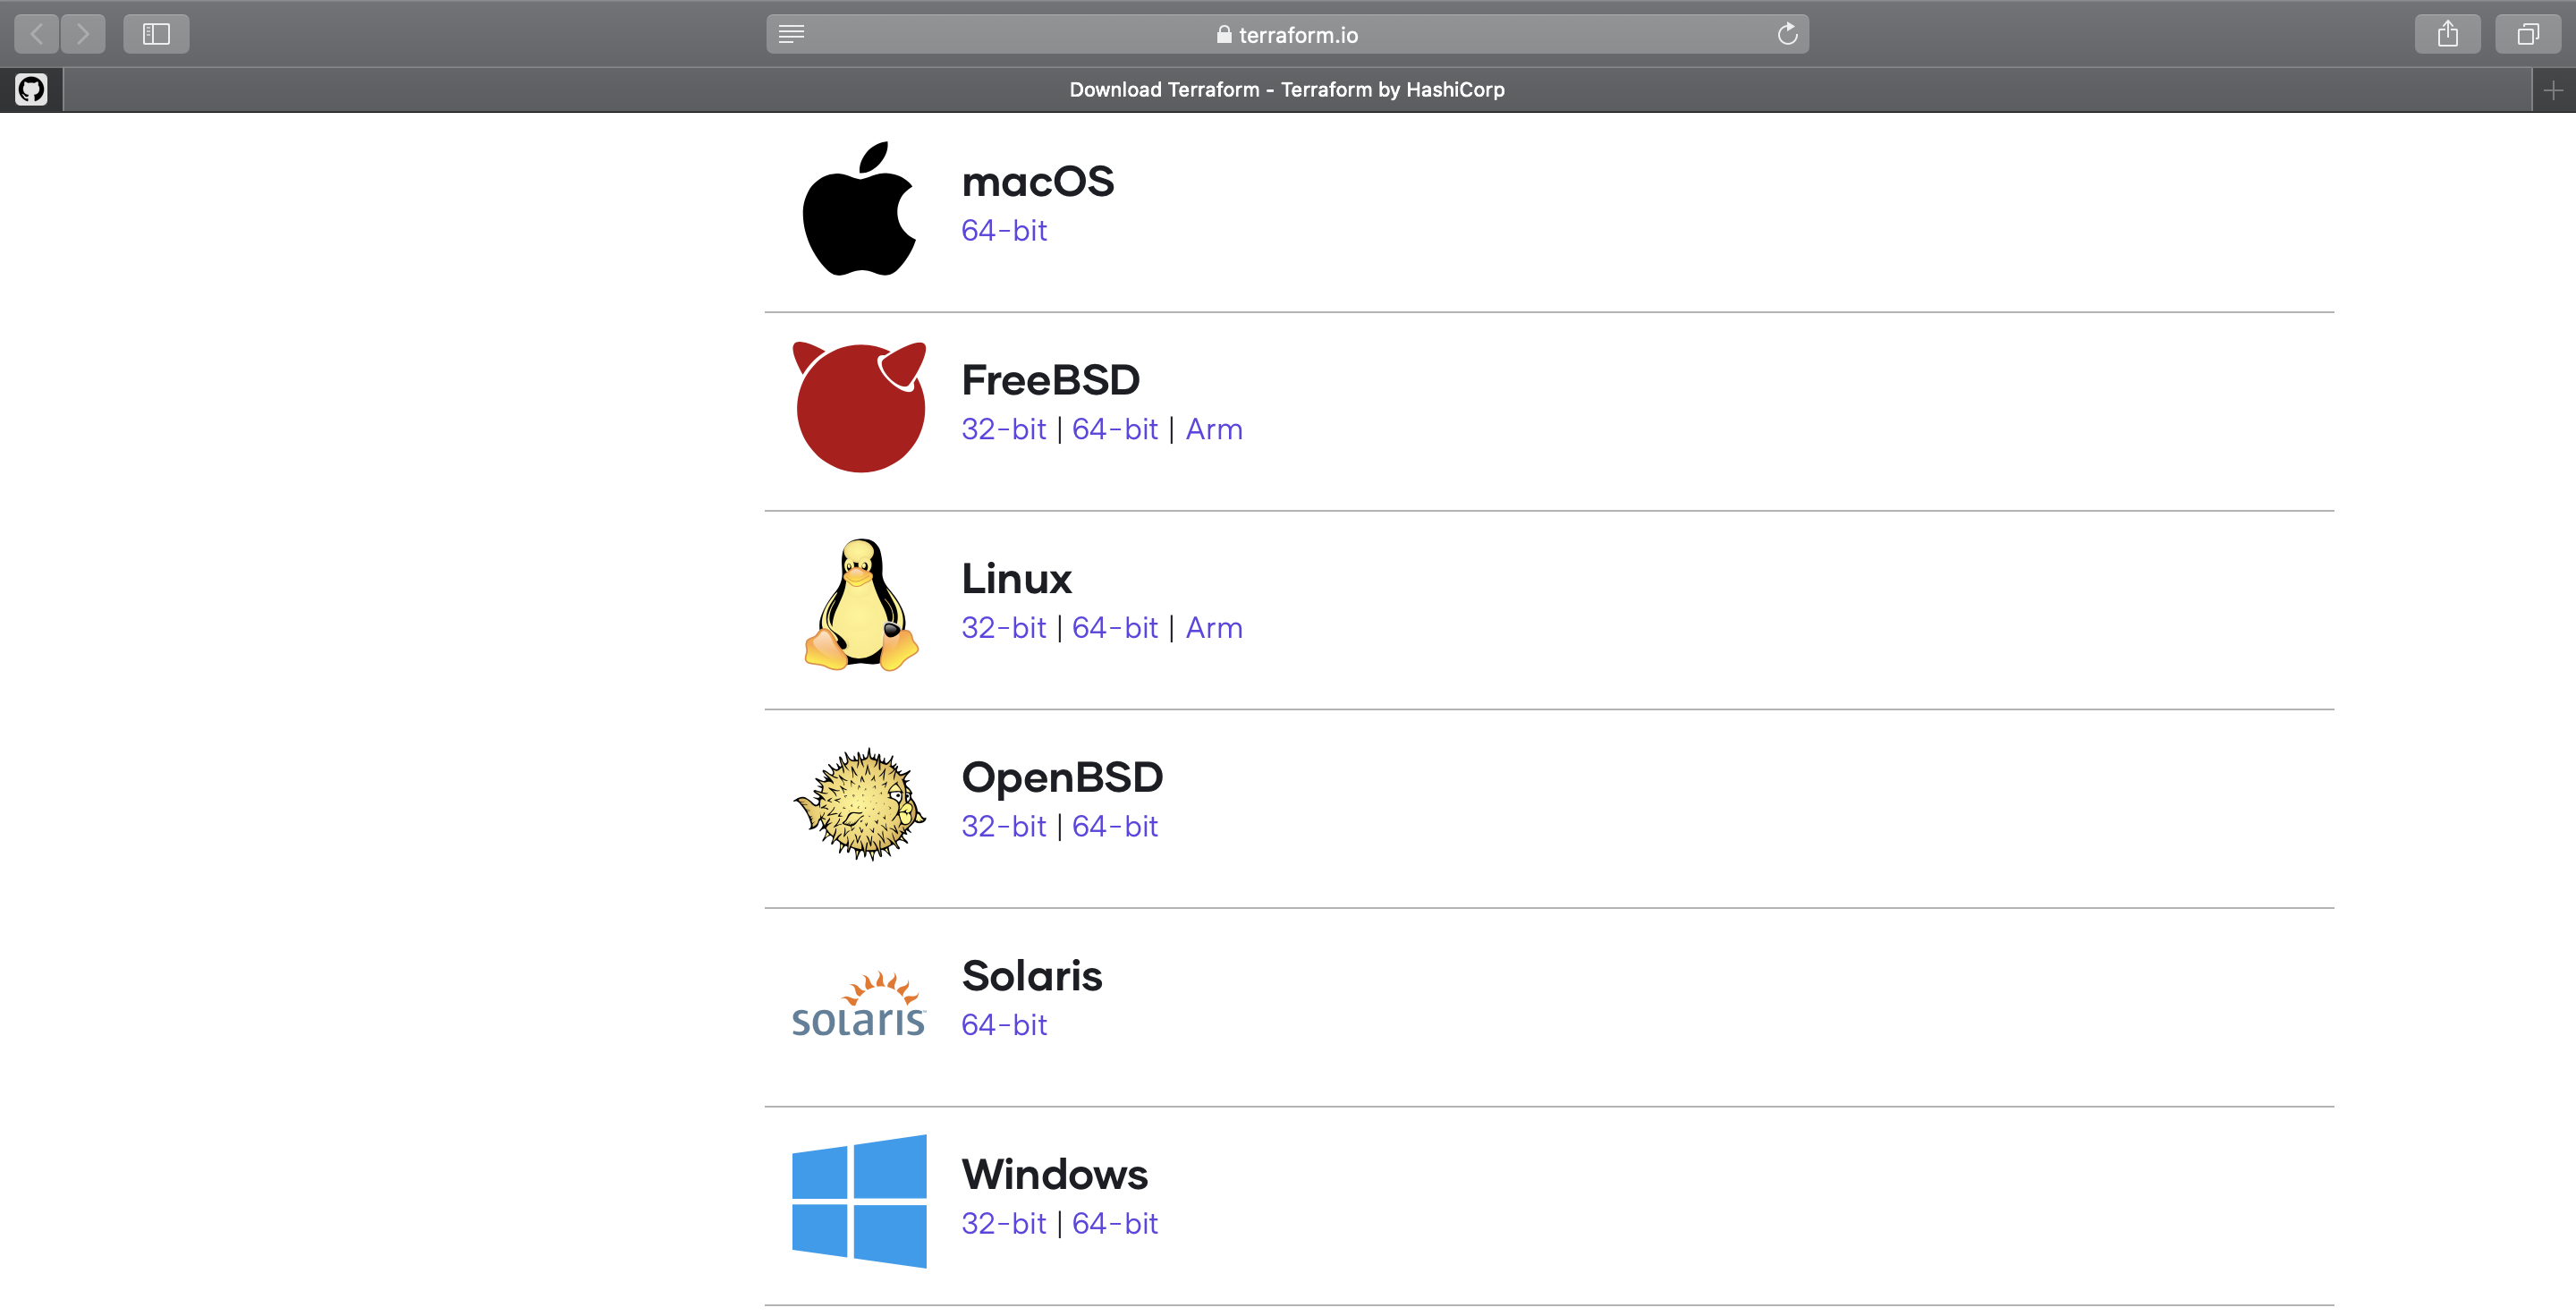 terraform.io
Download Terraform - Terraform by HashiCorp
macOS
64-bit
FreeBSD
32-bit | 64-bit | Arm
Linux
32-bit | 64-bit | Arm
OpenBSD
32-bit | 64-bit
Solaris
solaris
64-bit
Windows
32-bit | 64-bit